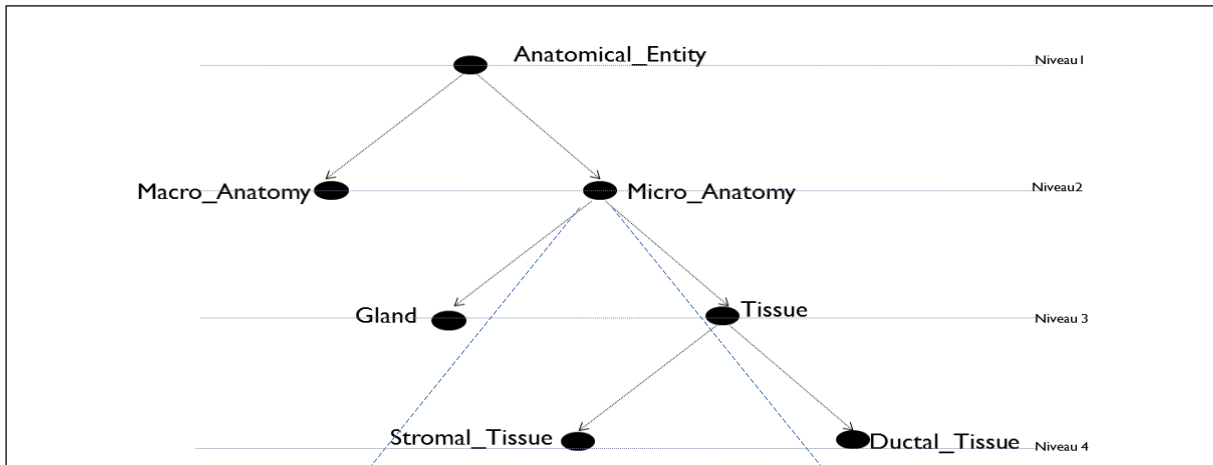 Anatomical_Entity
Niveau1
Macro_Anatomy
Micro_Anatomy
Niveau2
Gland
Tissue
Niveau 3
Stromal_Tissue
Ductal_Tissue
Niveau 4